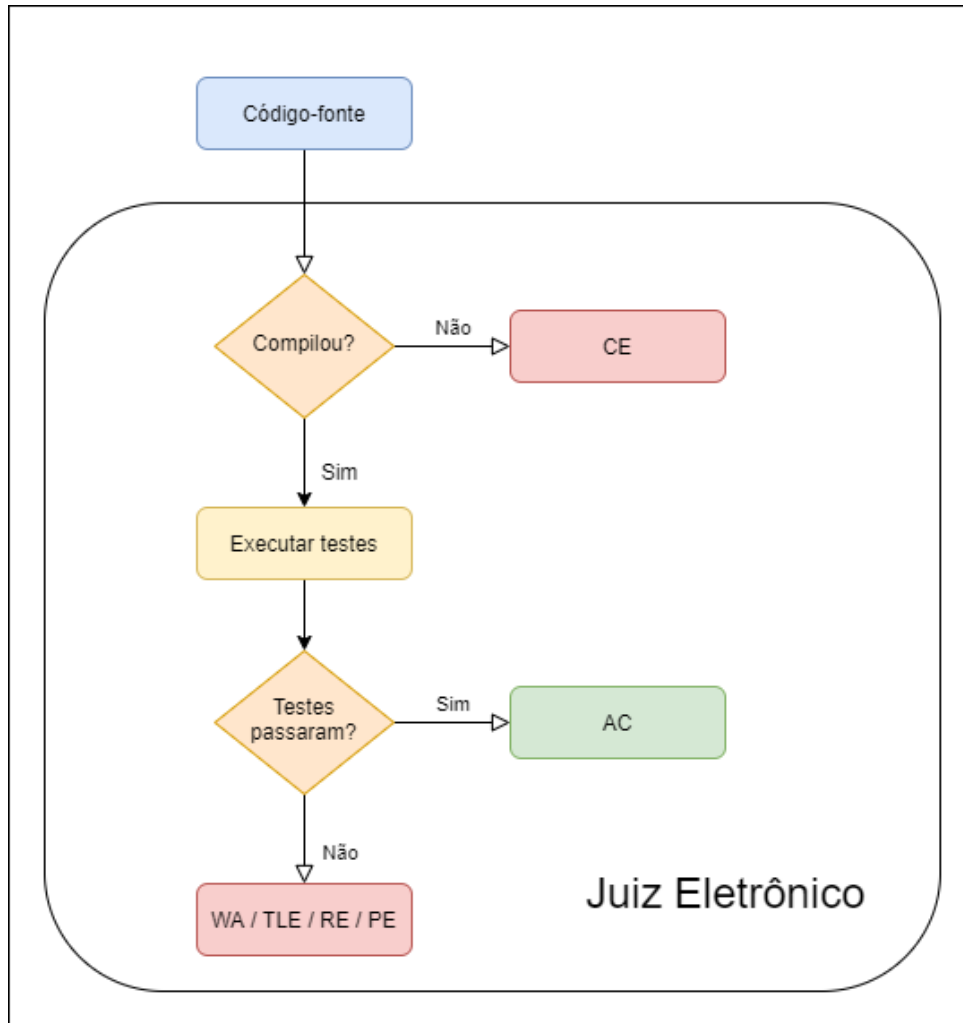 Código-fonte
Compilou?
Não
CE
Sim
Executar testes
Testes
passaram?
Sim
AC
Não
WA / TLE / RE / PE
Juiz Eletrônico